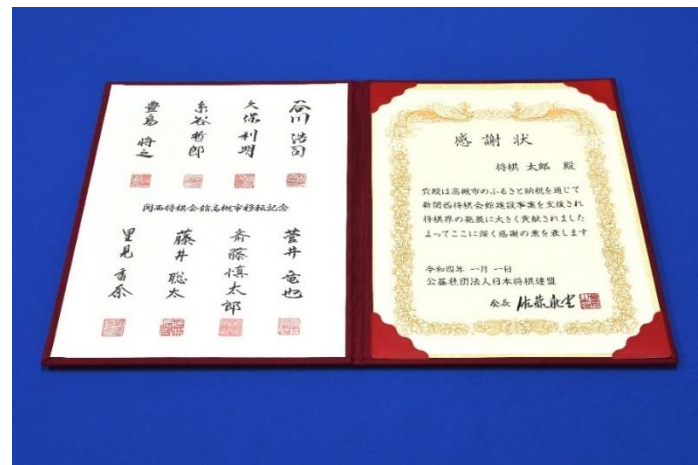 谷川 浩司
久保 利明
糸谷 哲郎
豊島 将之
関西将棋会館高槻市移転記念
菅井 竜也
斎藤 慎太郎
藤井 聡太
里見 香奈
感謝状
将棋 太郎 殿
貴殿は高槻市のふるさと納税を通じて
新関西将棋会館建設事業を支援され
将棋界の発展に大きく貢献されました
よってここに深く感謝の意を表します
令和四年 一月 一日
公益社団法人日本将棋連盟
会長 佐藤康光